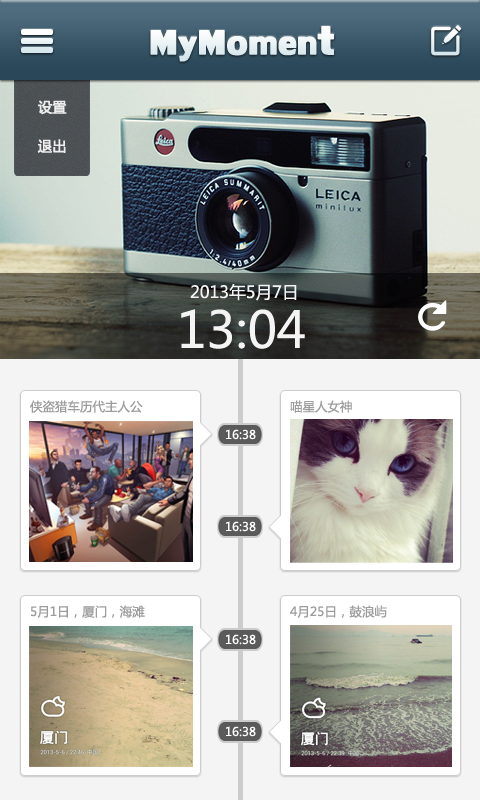 MyMoment
设置
退出
Leica
LEICA
minilux
LEICA SUMMARIT
1:2.4/40mm
2013年5月7日
13:04
侠盗猎车历代主人公
喵星人女神
16:38
16:38
5月1日，厦门，海滩
4月25日，鼓浪屿
16:38
厦门
厦门
16:38